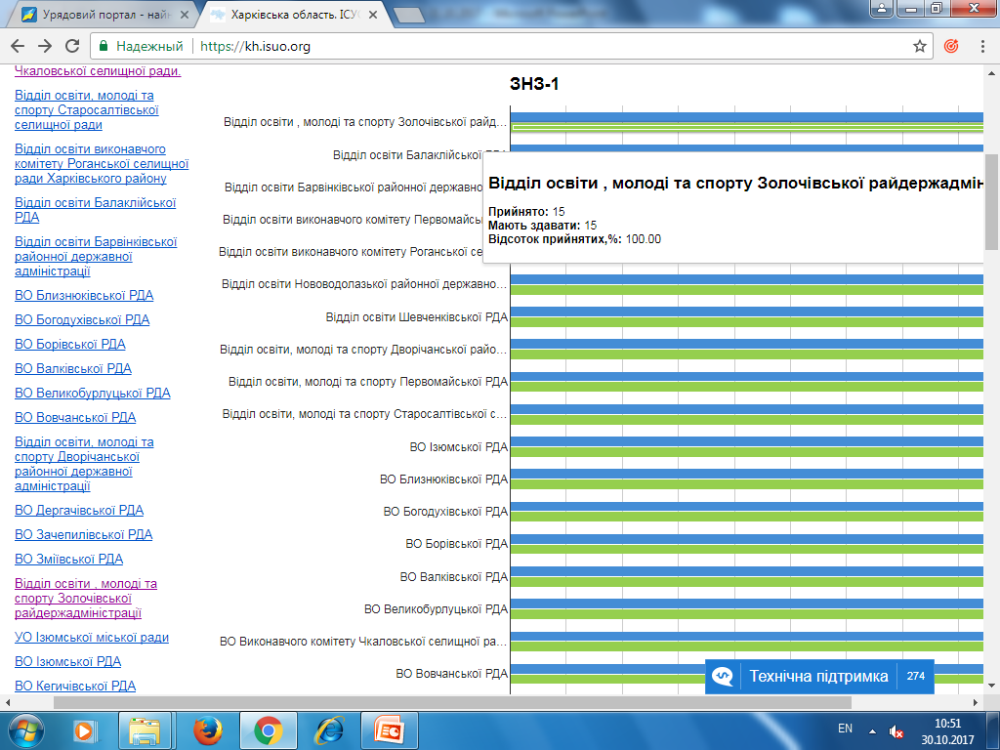 Урядовий портал - най
Харківська область. ІСУО
Надежный
https://kh.isuo.org
Чкаловської селищної ради.
Відділ освіти, молоді та
спорту Старосалтівської
селищної ради
Відділ освіти виконавчого
комітету Роганської селищної
ради Харківського району
Відділ освіти Балаклійської
РДА
Відділ освіти Барвінківської
районної державної
адміністрації
ВО Близнюківської РДА
ВО Богодухівської РДА
ВО Борівської РДА
ВО Валківської РДА
ВО Великобурлуцької РДА
ВО Вовчанської РДА
Відділ освіти, молоді та
спорту Дворічанської
районної державної
адміністрації
ВО Дергачівської РДА
ВО Зачепилівської РДА
ВО Зміївської РДА
Відділ освіти , молоді та
спорту Золочівської
райдержадміністрації
УО Ізюмської міської ради
ВО Ізюмської РДА
ВО Кегичівської РДА
ЗНЗ-1
Відділ освіти , молоді та спорту Золочівської райд...
Відділ освіти Балаклійської РДА
Відділ освіти Барвінківської районної державно
Відділ освіти виконавчого комітету Первомайсь
Відділ освіти виконавчого комітету Роганської се
Відділ освіти Нововодолазької районної державно...
Відділ освіти Шевченківської РДА
Відділ освіти, молоді та спорту Дворічанської райо...
Відділ освіти, молоді та спорту Первомайської РДА
Відділ освіти, молоді та спорту Старосалтівської с...
ВО Ізюмської РДА
ВО Близнюківської РДА
ВО Богодухівської РДА
ВО Борівської РДА
ВО Валківської РДА
ВО Великобурлуцької РДА
ВО Виконавчого комітету Чкаловської селищної ра...
ВО Вовчанської РДА
Відділ освіти , молоді та спорту Золочівської райдержадмін
Прийнято: 15
Мають здавати: 15
Відсоток прийнятих,%: 100.00
Технічна підтримка 274
EN
10:51
30.10.2017